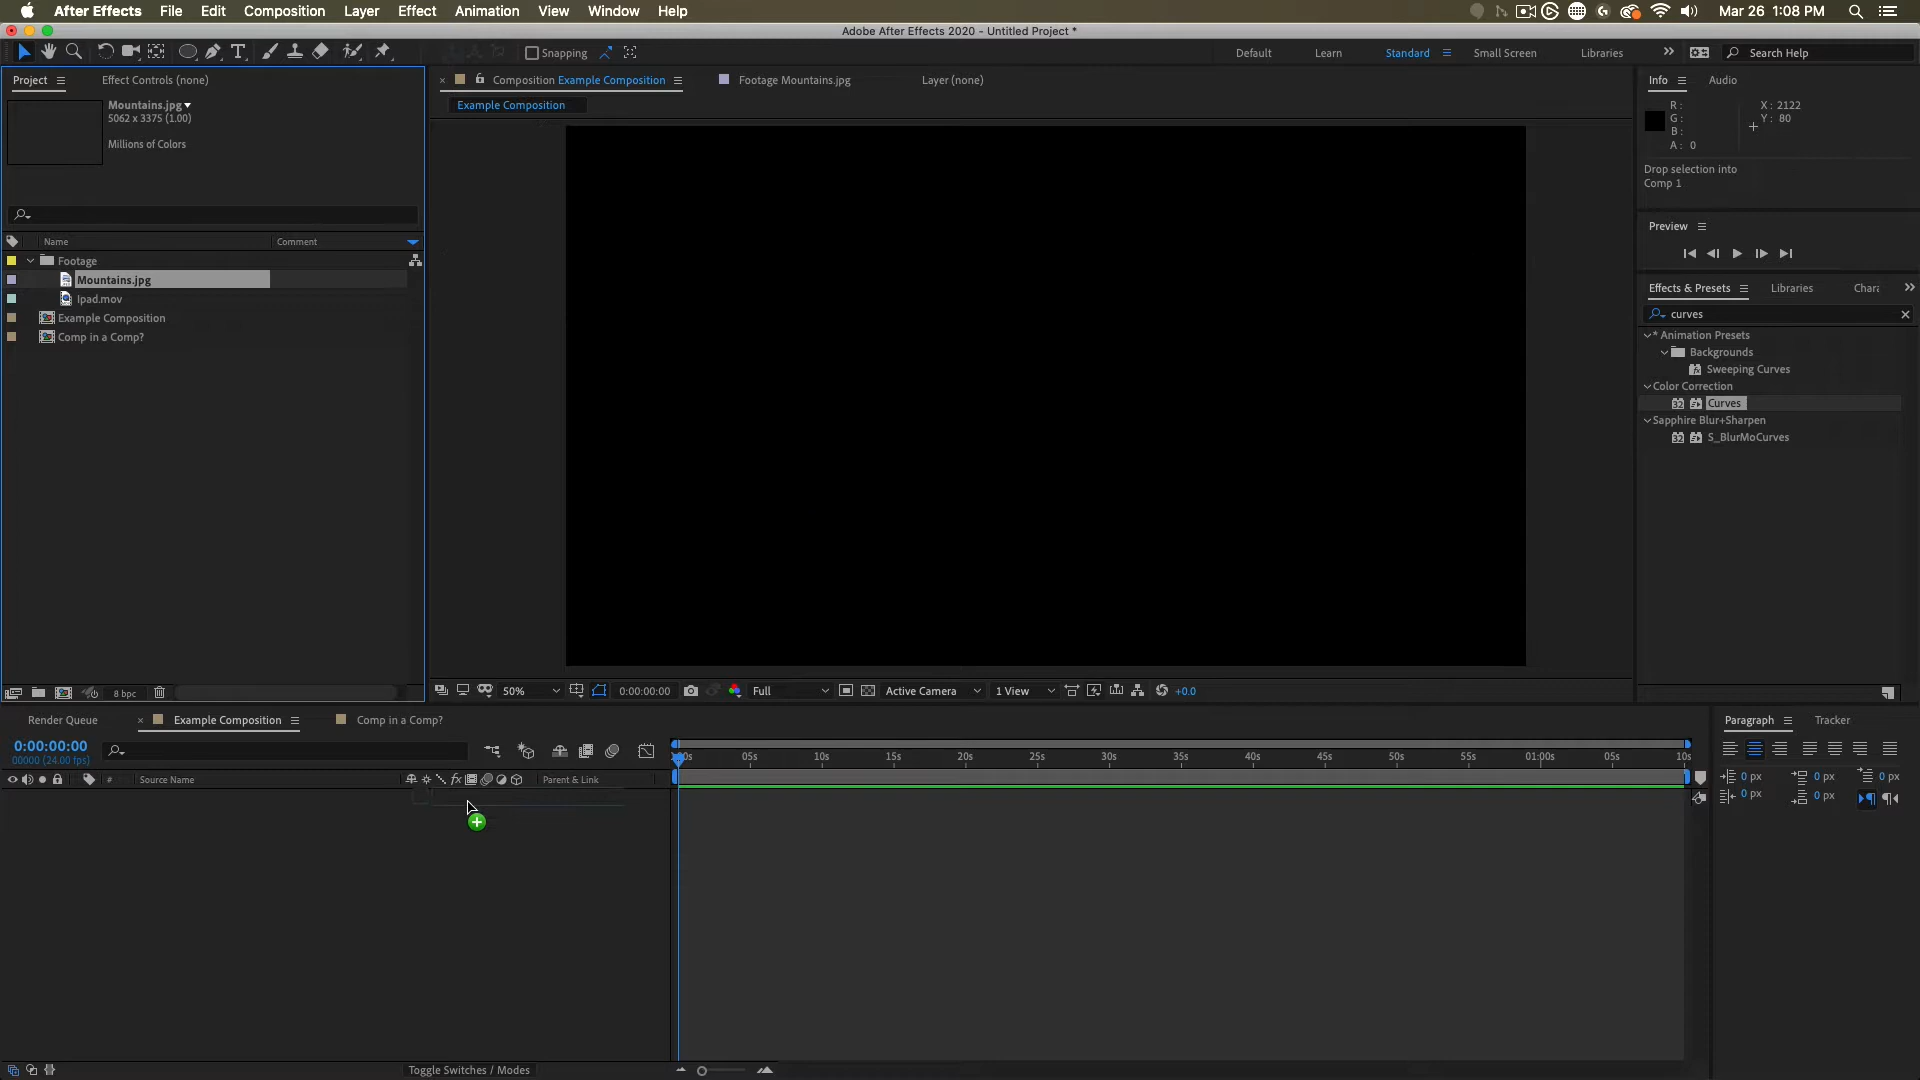 After Effects File Edit Composition Layer Effect Animation View Window Help Mar 26 1:08 PM
Adobe After Effects 2020 - Untitled Project *
Snapping Default Learn Standard Small Screen Libraries Search Help
Project Effect Controls (none)
Mountains.jpg
5062 x 3375 (1.00)
Millions of Colors
Name Comment
Footage
Mountains.jpg
Ipad.mov
Example Composition
Comp in a Comp?
8 bpc
Composition Example Composition Footage Mountains.jpg Layer (none)
Example Composition
50% 0:00:00:00 Full Active Camera 1 View +0.0
Info Audio
R : X : 2122
G : Y : 80
B :
A : 0
Drop selection into
Comp 1
Preview
Effects & Presets Libraries Chara
curves
* Animation Presets
Backgrounds
Sweeping Curves
Color Correction
32 Curves
Sapphire Blur+Sharpen
32 S_BlurMoCurves
Render Queue Example Composition Comp in a Comp?
0:00:00:00
00000 (24.00 fps)
# Source Name fx Parent & Link
05s 10s 15s 20s 25s 30s 35s 40s 45s 50s 55s 01:00s 05s 10s
Toggle Switches / Modes
Paragraph Tracker
0 px 0 px 0 px
0 px 0 px